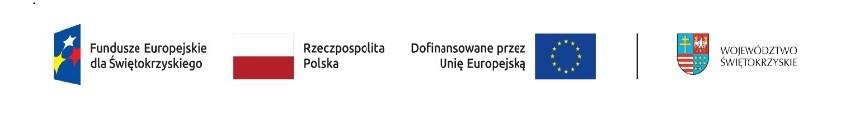 Fundusze Europejskie
dla Świętokrzyskiego
Rzeczpospolita
Polska
Dofinansowane przez
Unię Europejską
WOJEWÓDZTWO
ŚWIĘTOKRZYSKIE